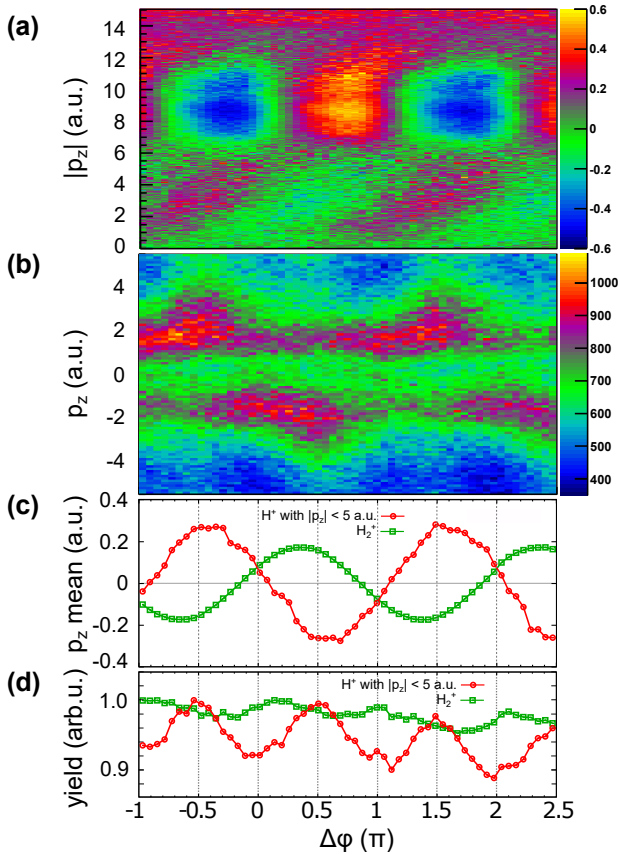 (a)
|p_z| (a.u.)
14
12
10
8
6
4
2
0
0.6
0.4
0.2
0
-0.2
-0.4
-0.6
(b)
p_z (a.u.)
4
2
0
-2
-4
1000
900
800
700
600
500
400
(c)
p_z mean (a.u.)
0.4
0.2
0
-0.2
-0.4
H⁺ with |p_z| < 5 a.u.
H₂⁺
(d)
yield (arb.u.)
1.0
0.9
H⁺ with |p_z| < 5 a.u.
H₂⁺
-1 -0.5 0 0.5 1 1.5 2 2.5
Δφ (π)